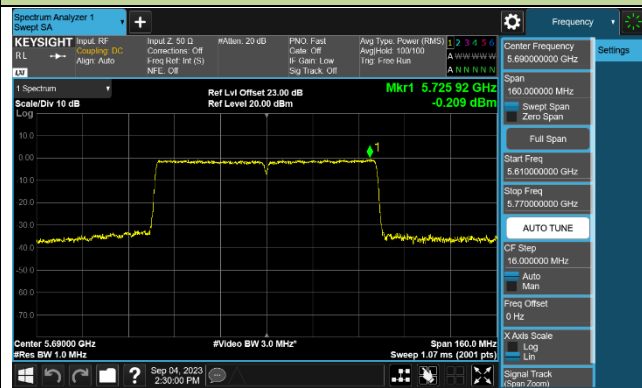 Spectrum Analyzer 1
Swept SA
Frequency
KEYSIGHT Input: RF
RL Coupling: DC
Align: Auto
LXI
Input Z: 50 Ω
Corrections: Off
Freq Ref: Int (S)
NFE: Off
#Atten: 20 dB
PNO: Fast
Gate: Off
IF Gain: Low
Sig Track: Off
Avg Type: Power (RMS)
Avg|Hold: 100/100
Trig: Free Run
1 2 3 4 5 6
A W W W W W
A N N N N N
1 Spectrum
Scale/Div 10 dB
Log
Ref Lvl Offset 23.00 dB
Ref Level 20.00 dBm
Mkr1 5.725 92 GHz
-0.209 dBm
10.0
0.00
-10.0
-20.0
-30.0
-40.0
-50.0
-60.0
-70.0
1
Center 5.69000 GHz
#Res BW 1.0 MHz
#Video BW 3.0 MHz*
Span 160.0 MHz
Sweep 1.07 ms (2001 pts)
Center Frequency
5.690000000 GHz
Settings
Span
160.000000 MHz
Swept Span
Zero Span
Full Span
Start Freq
5.610000000 GHz
Stop Freq
5.770000000 GHz
AUTO TUNE
CF Step
16.000000 MHz
Auto
Man
Freq Offset
0 Hz
X Axis Scale
Log
Lin
Signal Track
(Span Zoom)
Sep 04, 2023
2:30:00 PM